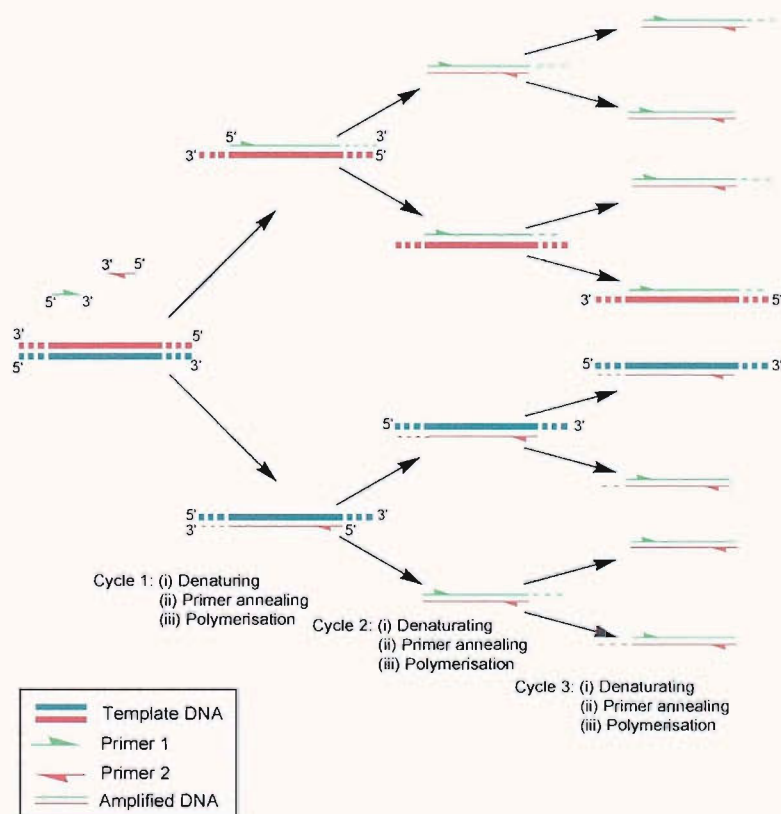 5'
3'
3'
5'
3'
5'
5'
3'
3'
5'
5'
3'
3'
5'
5'
3'
5'
3'
5'
3'
3'
5'
Cycle 1: (i) Denaturing
(ii) Primer annealing
(iii) Polymerisation
Cycle 2: (i) Denaturating
(ii) Primer annealing
(iii) Polymerisation
Cycle 3: (i) Denaturating
(ii) Primer annealing
(iii) Polymerisation
Template DNA
Primer 1
Primer 2
Amplified DNA